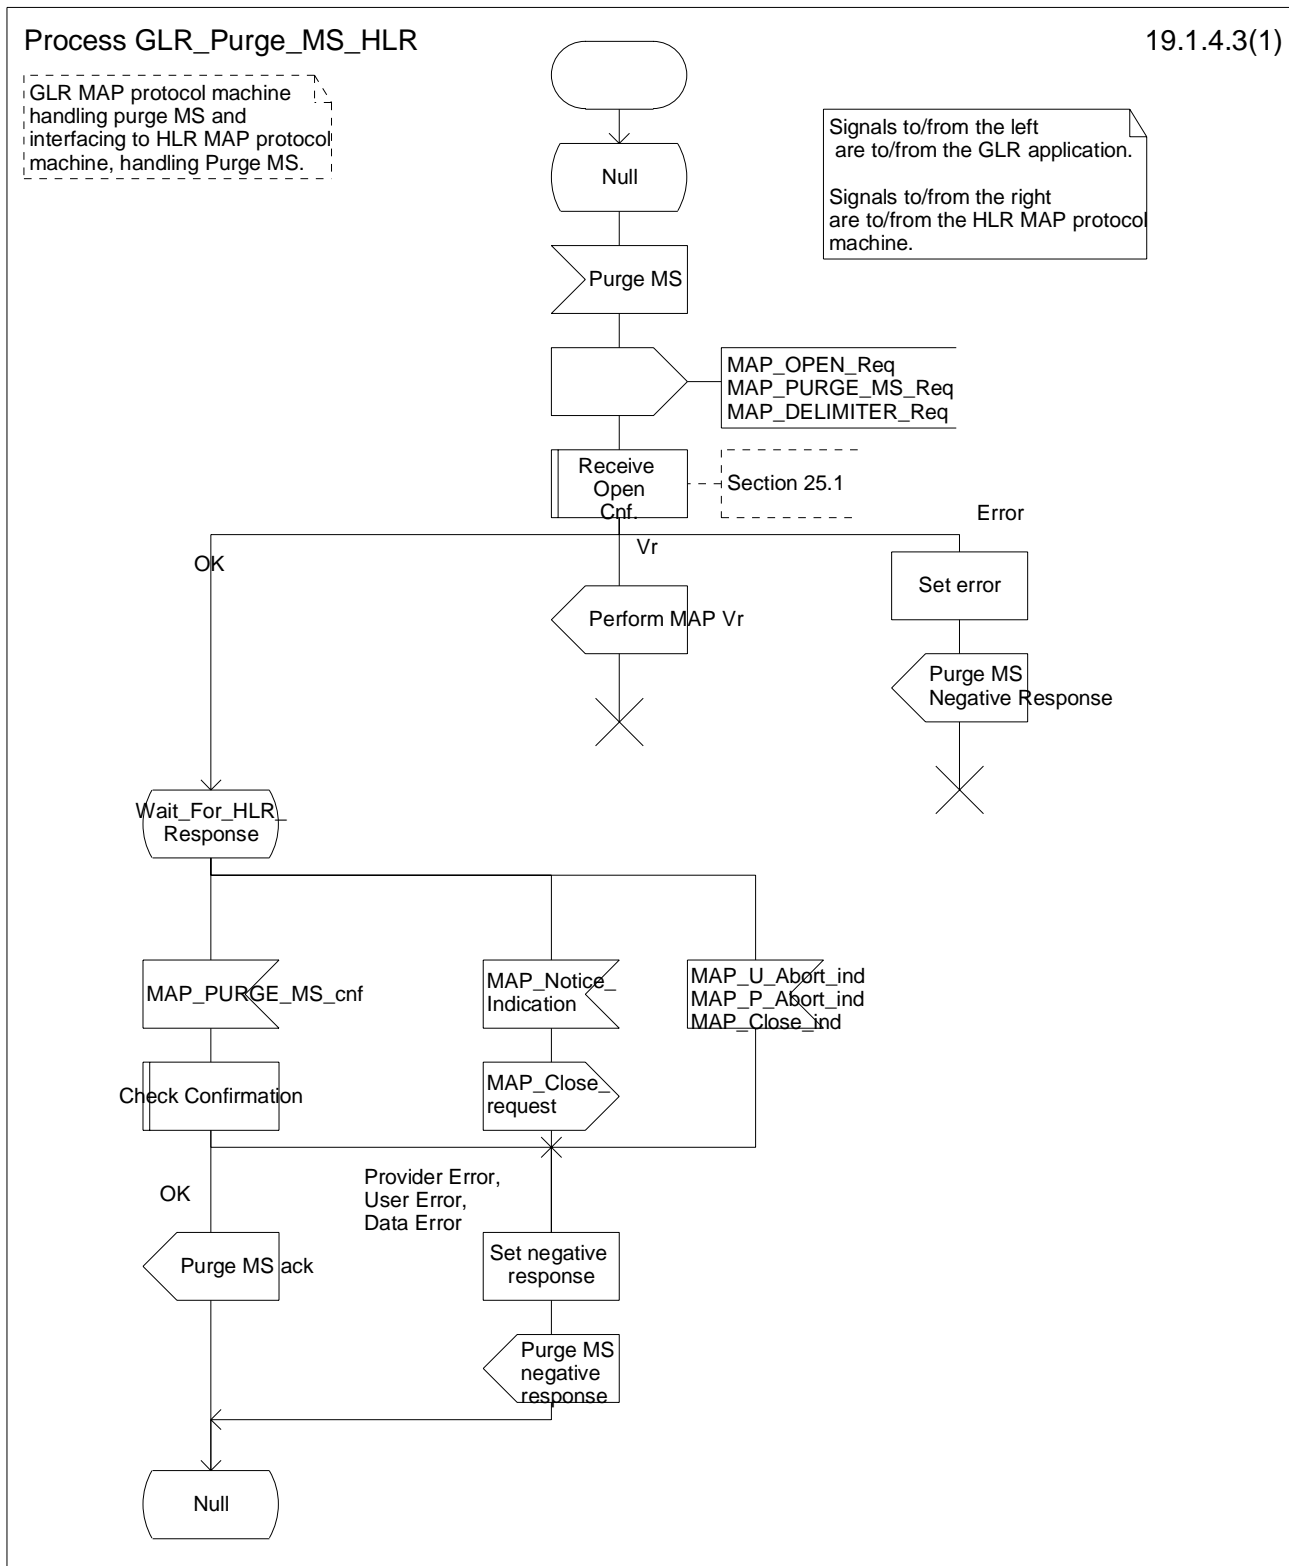 Process GLR_Purge_MS_HLR
19.1.4.3(1)
GLR MAP protocol machine
handling purge MS and
interfacing to HLR MAP protocol
machine, handling Purge MS.
Signals to/from the left
are to/from the GLR application.
Signals to/from the right
are to/from the HLR MAP protocol
machine.
Null
Purge MS
MAP_OPEN_Req
MAP_PURGE_MS_Req
MAP_DELIMITER_Req
Receive
Open
Cnf.
Section 25.1
Error
Vr
OK
Set error
Perform MAP Vr
Purge MS
Negative Response
Wait_For_HLR_
Response
MAP_PURGE_MS_cnf
MAP_Notice_
Indication
MAP_U_Abort_ind
MAP_P_Abort_ind
MAP_Close_ind
Check Confirmation
MAP_Close_
request
Provider Error,
User Error,
Data Error
OK
Purge MS ack
Set negative
response
Purge MS
negative
response
Null